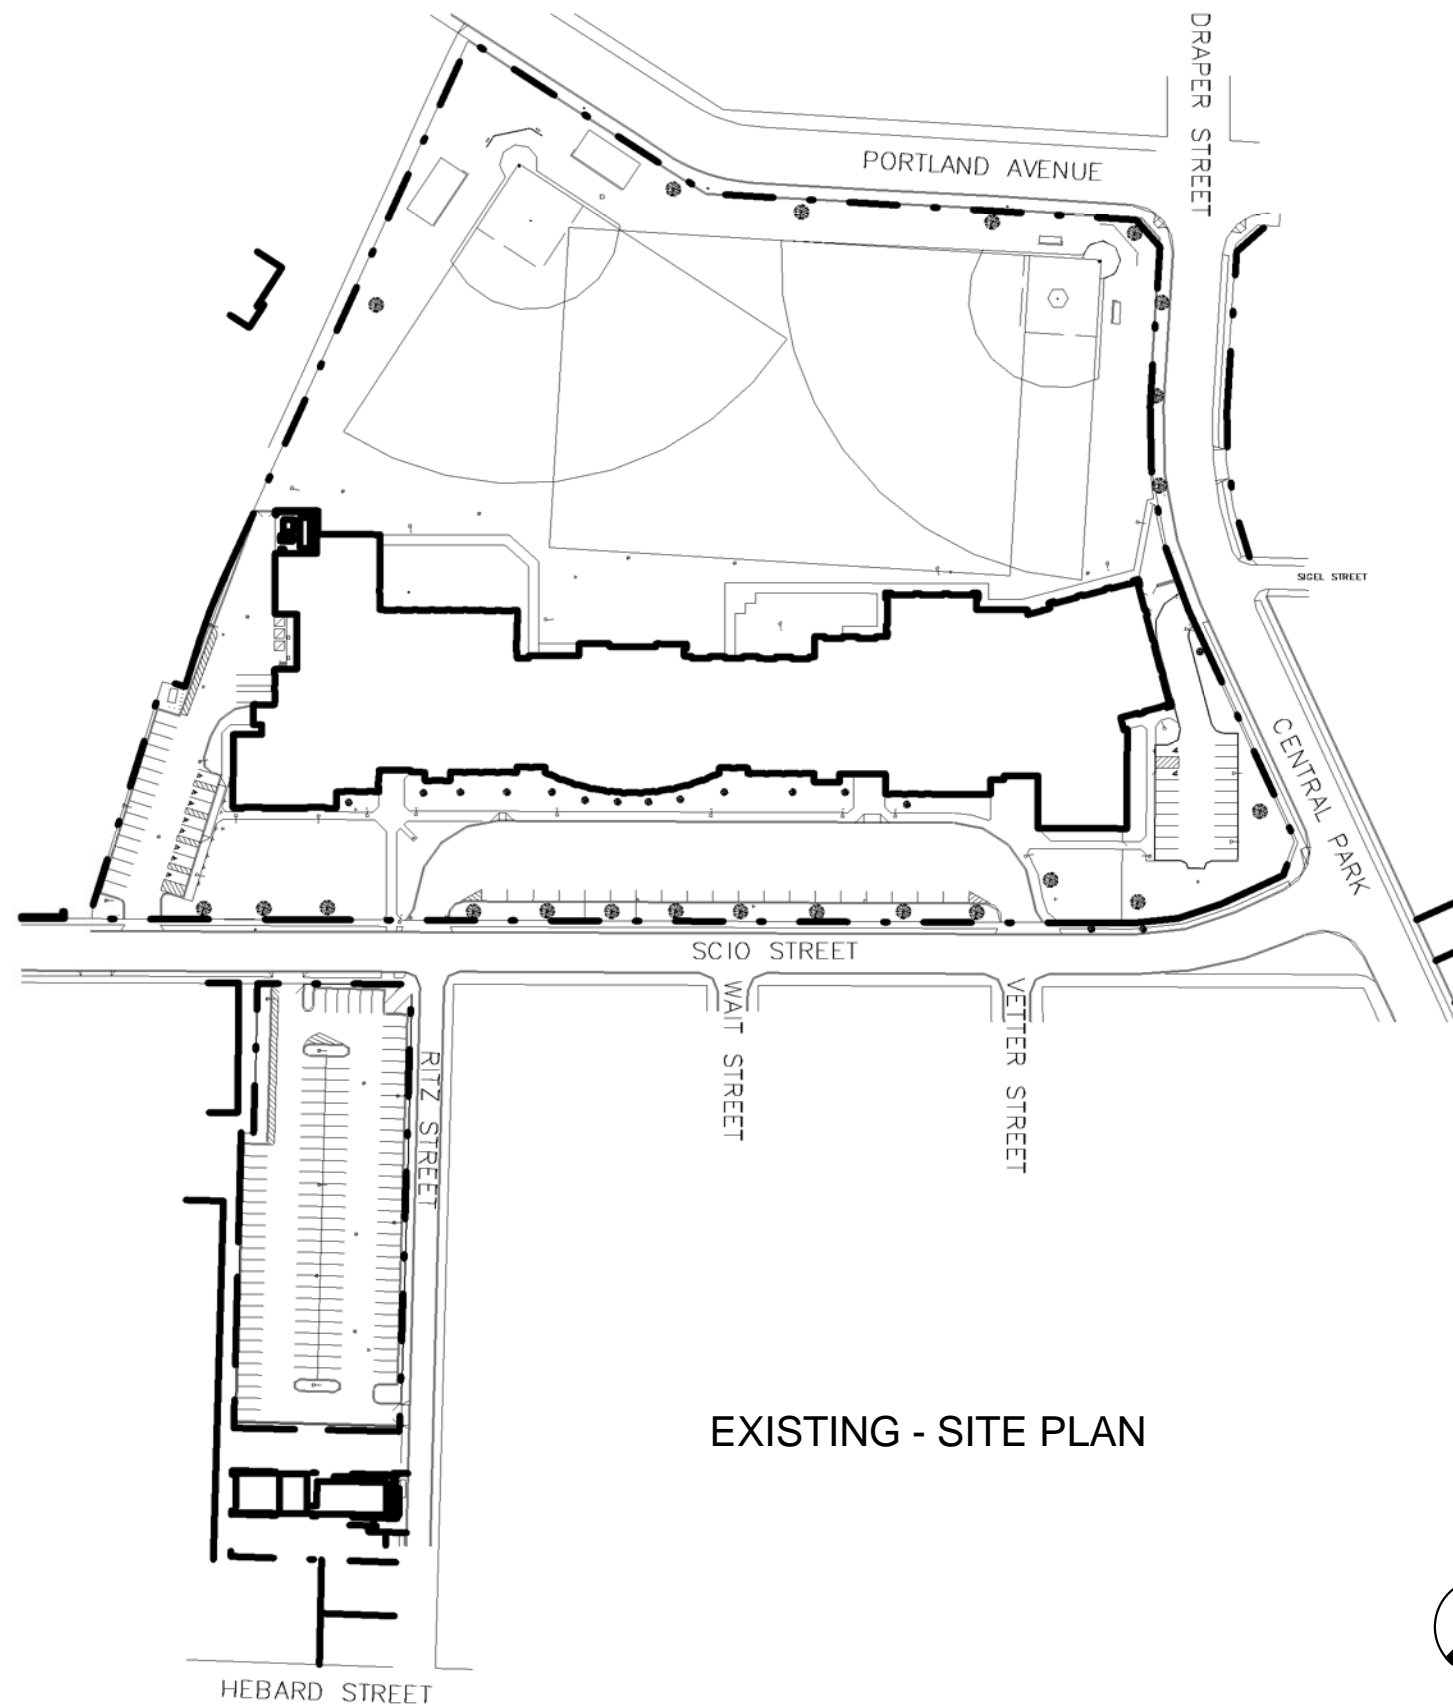 DRAPER STREET
PORTLAND AVENUE
SIGEL STREET
CENTRAL PARK
SCIO STREET
WAIT STREET
VETTER STREET
RITZ STREET
EXISTING - SITE PLAN
HEBARD STREET